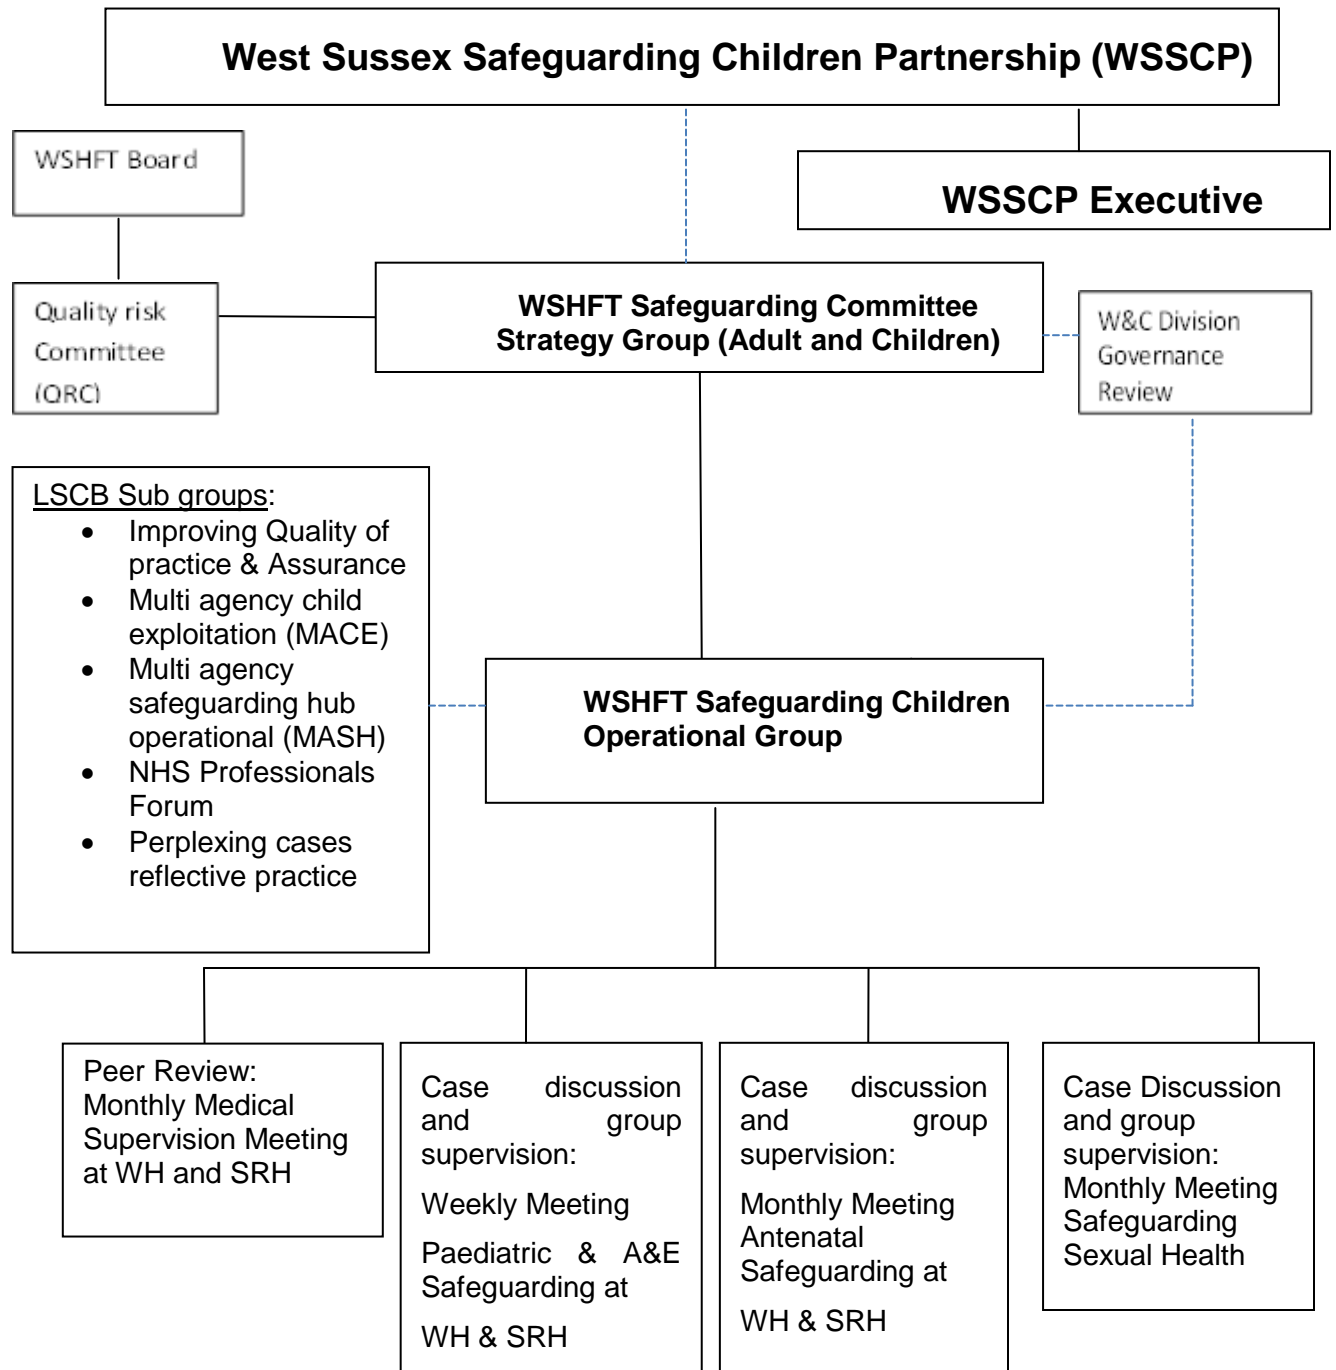 West Sussex Safeguarding Children Partnership (WSSCP)
WSHFT Board
WSSCP Executive
WSHFT Safeguarding Committee
Strategy Group (Adult and Children)
Quality risk
Committee
(QRC)
W&C Division
Governance
Review
LSCB Sub groups:
• Improving Quality of
practice & Assurance
• Multi agency child
exploitation (MACE)
• Multi agency
safeguarding hub
operational (MASH)
• NHS Professionals
Forum
• Perplexing cases
reflective practice
WSHFT Safeguarding Children
Operational Group
Peer Review:
Monthly Medical
Supervision Meeting
at WH and SRH
Case discussion
and group
supervision:
Weekly Meeting
Paediatric & A&E
Safeguarding at
WH & SRH
Case discussion
and group
supervision:
Monthly Meeting
Antenatal
Safeguarding at
WH & SRH
Case Discussion
and group
supervision:
Monthly Meeting
Safeguarding
Sexual Health